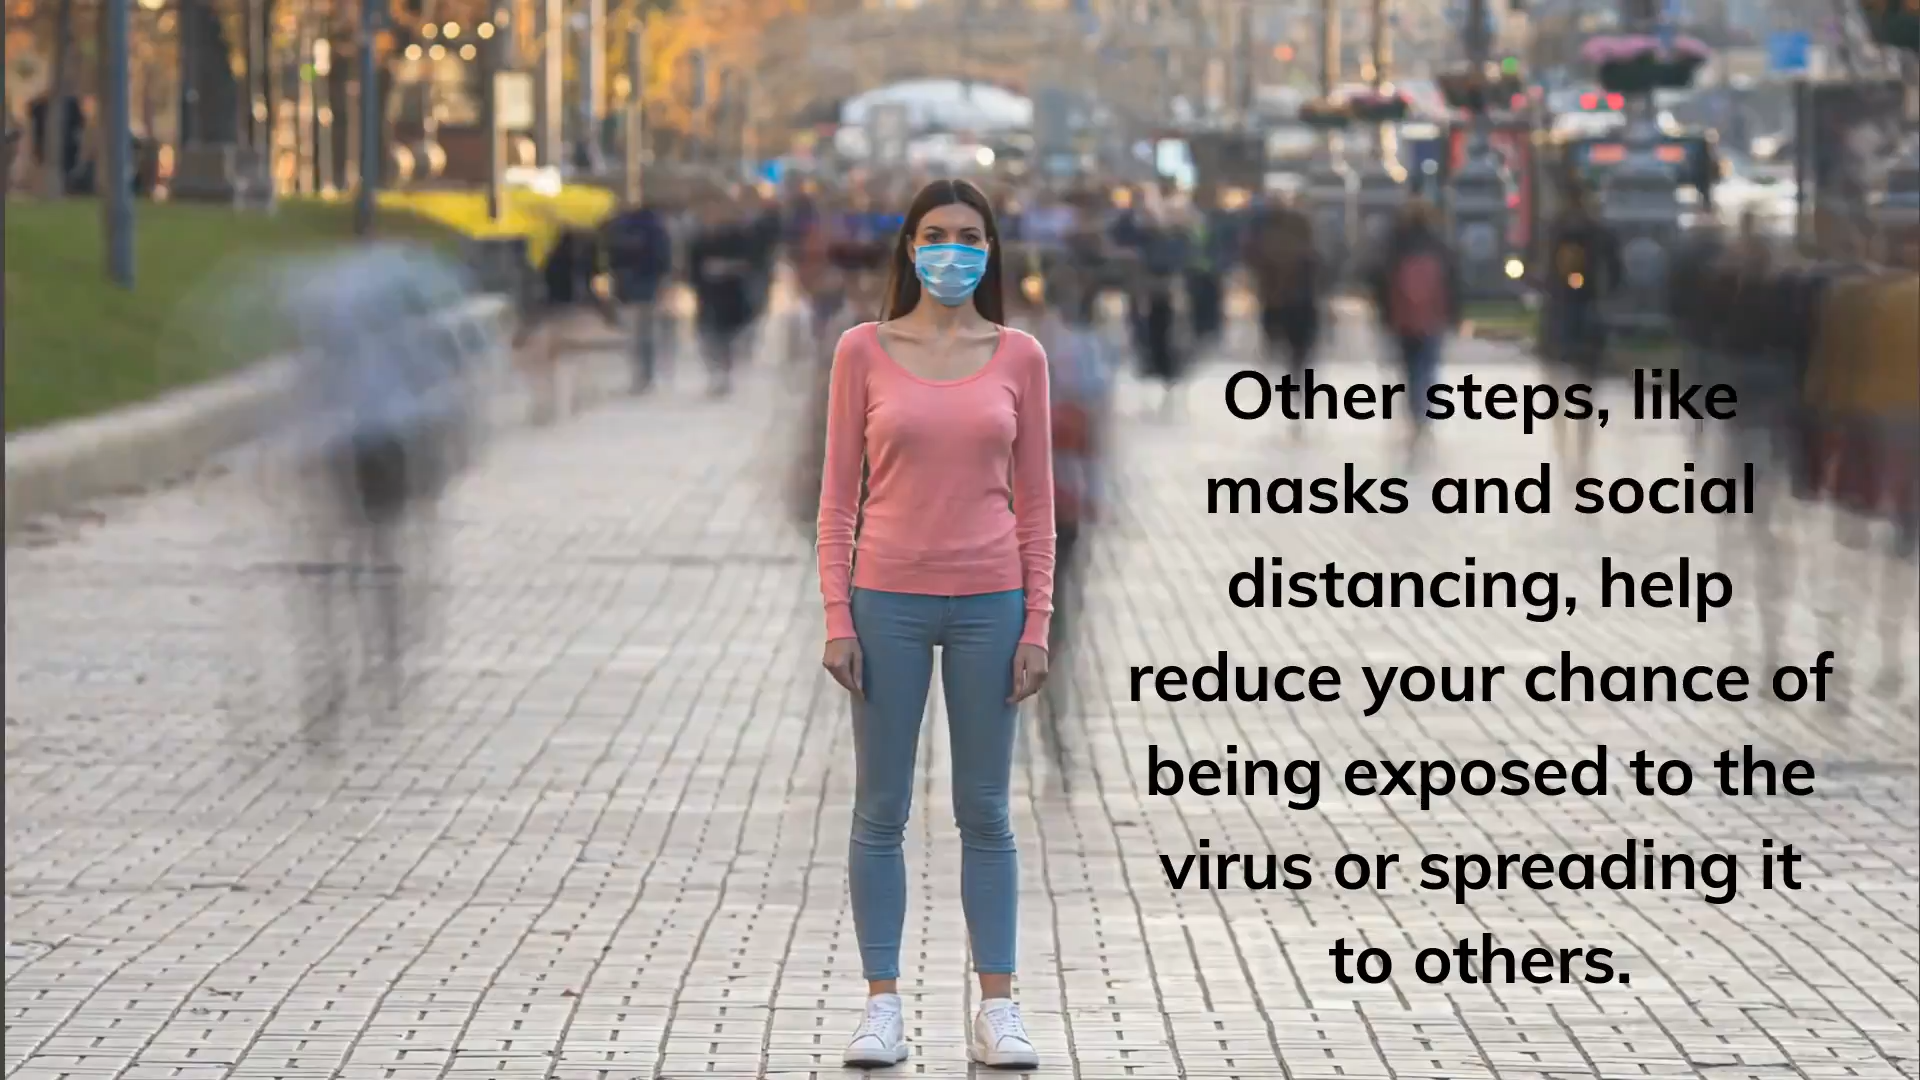 Other steps, like
masks and social
distancing, help
reduce your chance of
being exposed to the
virus or spreading it
to others.